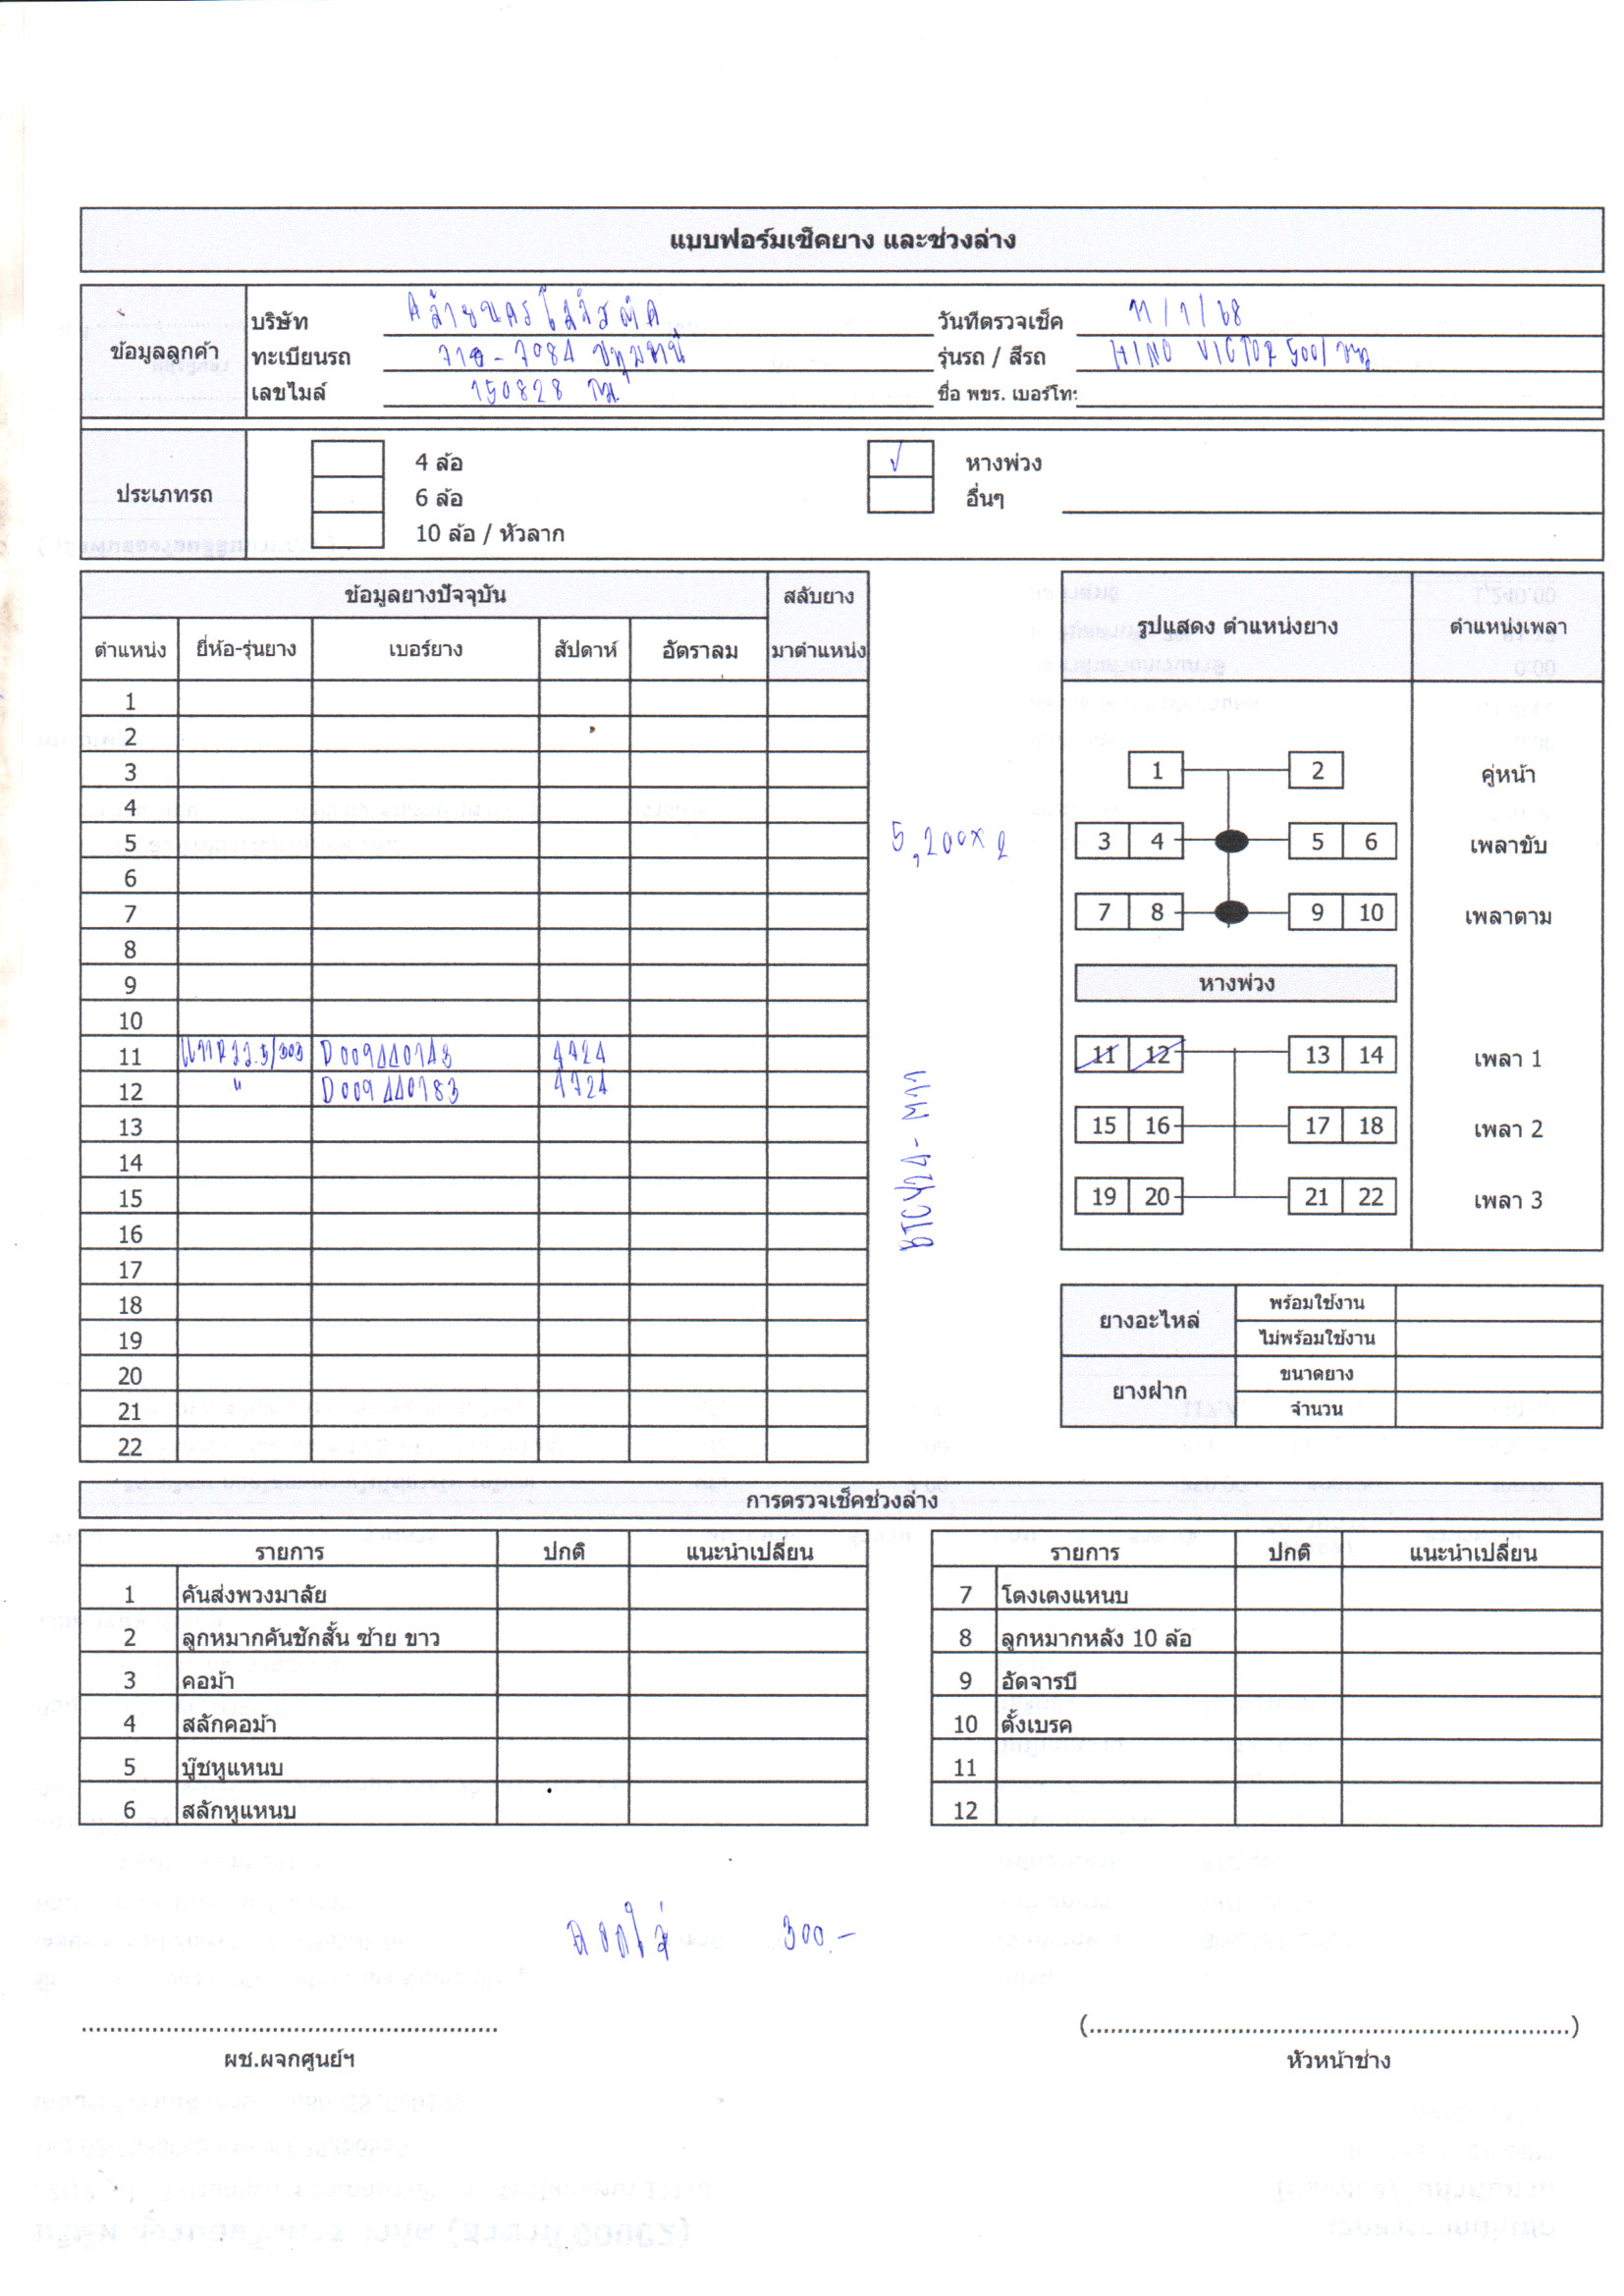 แบบฟอร์มเช็คยาง และช่วงล่าง
ข้อมูลลูกค้า
บริษัท คล้ายนครโลจิสติค วันที่ตรวจเช็ค 11/1/68
ทะเบียนรถ 7084 ปทุมธานี รุ่นรถ / สีรถ HINO VICTOR 500/
เลขไมล์ 150828 กม. ชื่อ พขร. เบอร์โทร
ประเภทรถ
4 ล้อ √ หางพ่วง
6 ล้อ อื่นๆ
10 ล้อ / หัวลาก
ข้อมูลยางปัจจุบัน สลับยาง
ตำแหน่ง ยี่ห้อ-รุ่นยาง เบอร์ยาง สัปดาห์ อัตราลม มาตำแหน่ง
1
2
3
4
5
6
7
8
9
10
11 11R22.5/303 D009440743 4724
12 " D009440783 4724
13
14
15
16
17
18
19
20
21
22
5,200x2
รูปแสดง ตำแหน่งยาง ตำแหน่งเพลา
1 2 คู่หน้า
3 4 5 6 เพลาขับ
7 8 9 10 เพลาตาม
หางพ่วง
11 12 13 14 เพลา 1
15 16 17 18 เพลา 2
19 20 21 22 เพลา 3
ยางอะไหล่ พร้อมใช้งาน
ไม่พร้อมใช้งาน
ยางฝาก ขนาดยาง
จำนวน
การตรวจเช็คช่วงล่าง
รายการ ปกติ แนะนำเปลี่ยน รายการ ปกติ แนะนำเปลี่ยน
1 คันส่งพวงมาลัย 7 โตงเตงแหนบ
2 ลูกหมากคันชักสั้น ซ้าย ขาว 8 ลูกหมากหลัง 10 ล้อ
3 คอม้า 9 อัดจารบี
4 สลักคอม้า 10 ตั้งเบรค
5 บู๊ชหูแหนบ 11
6 สลักหูแหนบ 12
ถอดใส่ 300.-
(.....)
ผช.ผจกศูนย์ฯ หัวหน้าช่าง